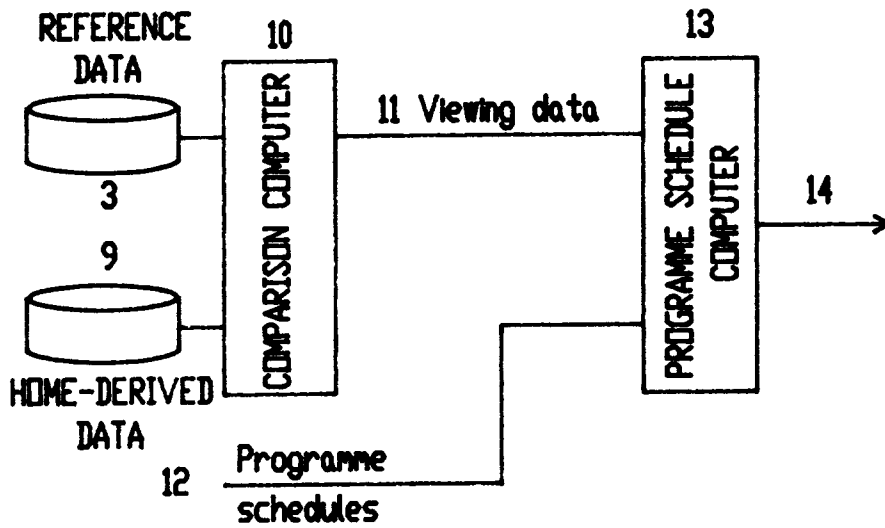 REFERENCE
DATA
3
9
HOME-DERIVED
DATA
10
COMPARISON COMPUTER
11 Viewing data
12
Programme
schedules
13
PROGRAMME SCHEDULE
COMPUTER
14